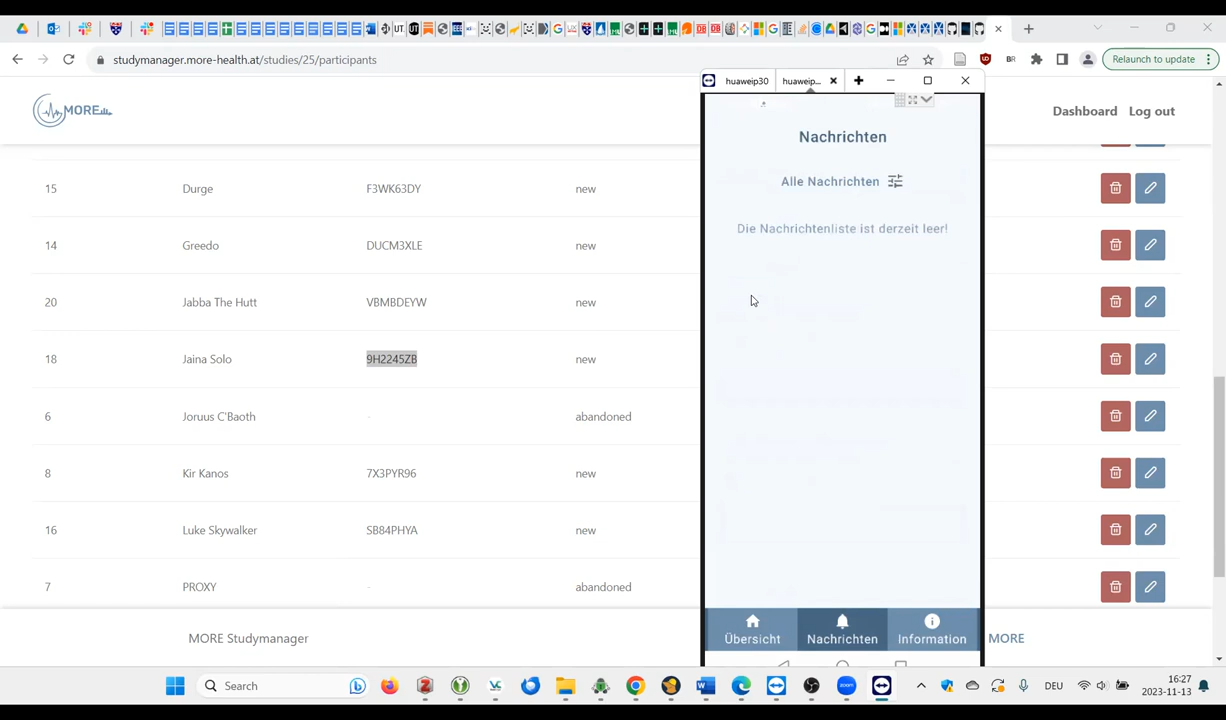 studymanager.more-health.at/studies/25/participants
Relaunch to update
huaweip30
huaweip...
MORE
Dashboard
Log out
Nachrichten
Alle Nachrichten
Die Nachrichtenliste ist derzeit leer!
15 Durge F3WK63DY new
14 Greedo DUCM3XLE new
20 Jabba The Hutt VBMBDEYW new
18 Jaina Solo 9H2245ZB new
6 Joruus C'Baoth - abandoned
8 Kir Kanos 7X3PYR96 new
16 Luke Skywalker SB84PHYA new
7 PROXY - abandoned
Übersicht
Nachrichten
Information
MORE Studymanager
MORE
Search
DEU
16:27
2023-11-13